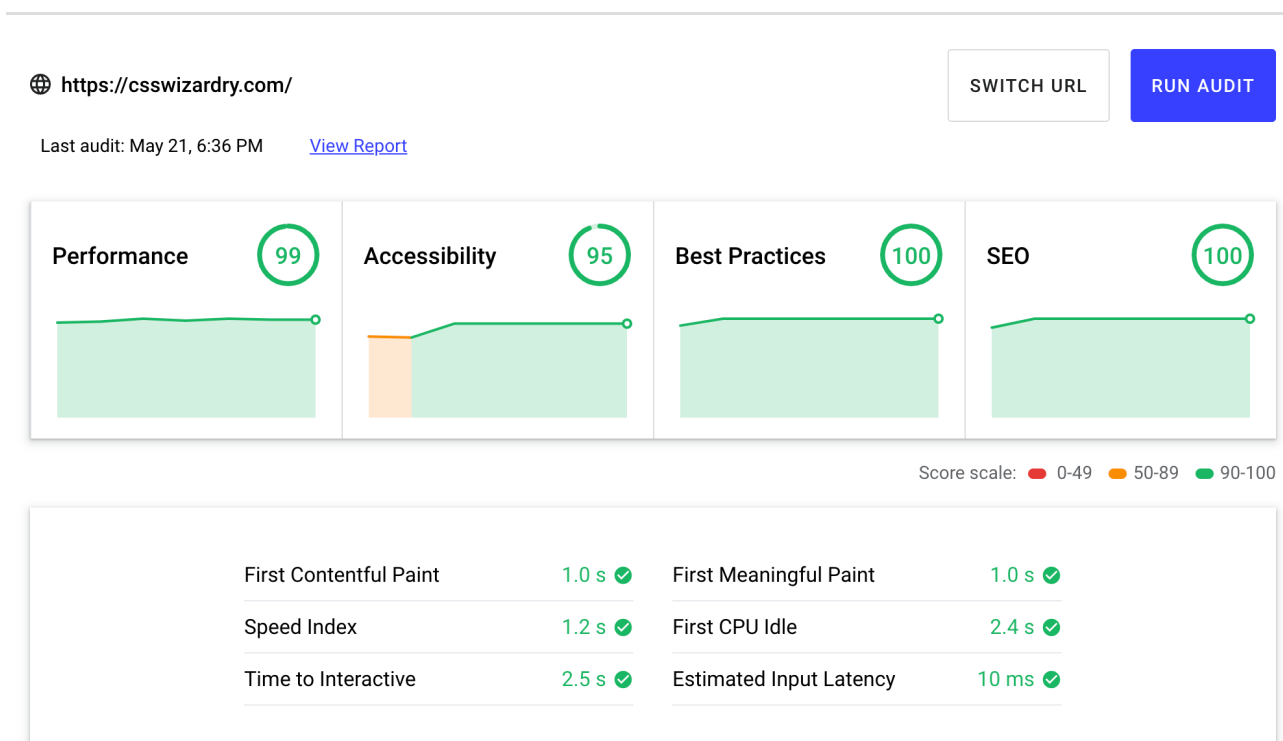 https://csswizardry.com/
SWITCH URL
RUN AUDIT
Last audit: May 21, 6:36 PM
View Report
Performance 99
Accessibility 95
Best Practices 100
SEO 100
Score scale: 0-49 50-89 90-100
First Contentful Paint 1.0 s
First Meaningful Paint 1.0 s
Speed Index 1.2 s
First CPU Idle 2.4 s
Time to Interactive 2.5 s
Estimated Input Latency 10 ms